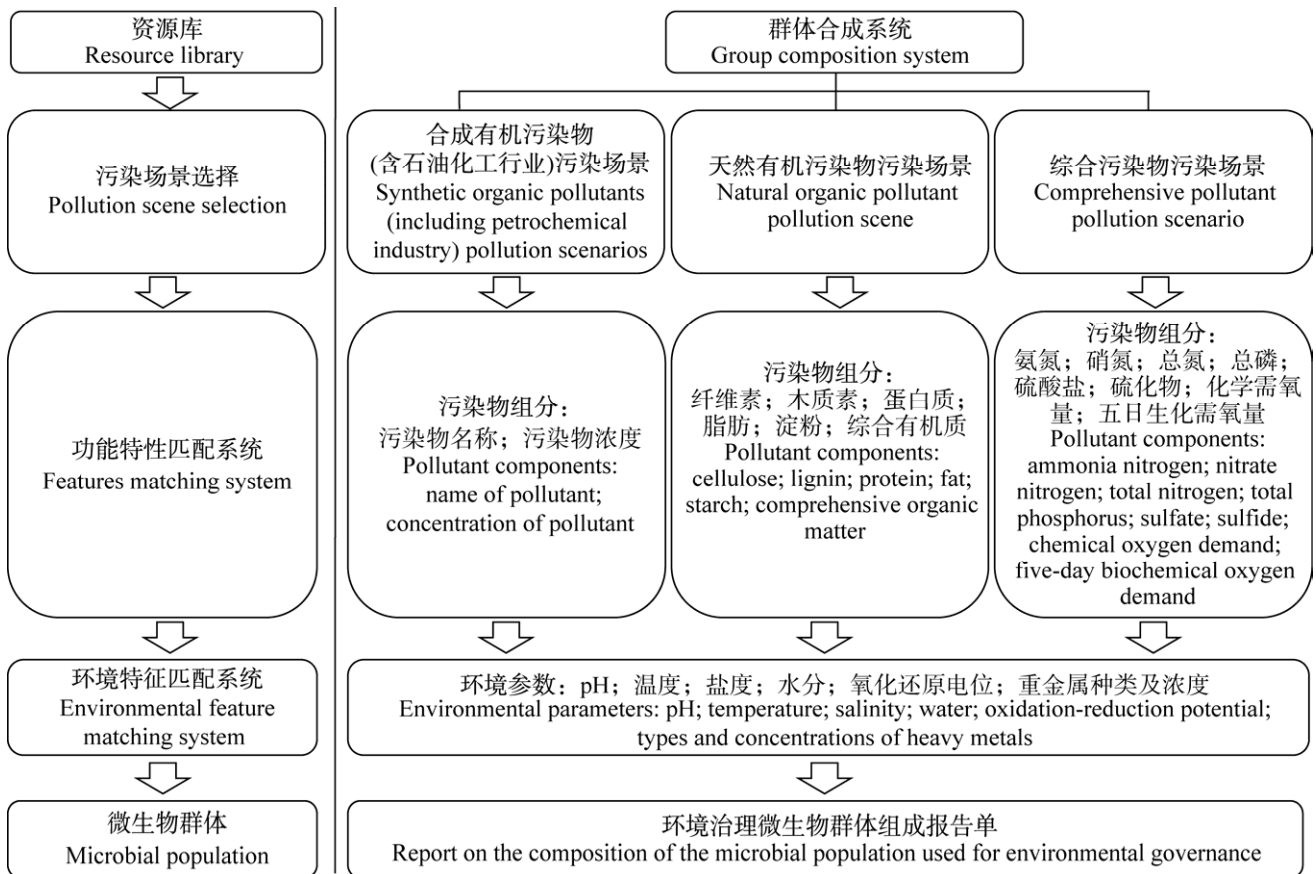 资源库
Resource library
群体合成系统
Group composition system
污染场景选择
Pollution scene selection
合成有机污染物
(含石油化工行业)污染场景
Synthetic organic pollutants
(including petrochemical
industry) pollution scenarios
天然有机污染物污染场景
Natural organic pollutant
pollution scene
综合污染物污染场景
Comprehensive pollutant
pollution scenario
功能特性匹配系统
Features matching system
污染物组分：
污染物名称；污染物浓度
Pollutant components:
name of pollutant;
concentration of pollutant
污染物组分：
纤维素；木质素；蛋白质；
脂肪；淀粉；综合有机质
Pollutant components:
cellulose; lignin; protein; fat;
starch; comprehensive organic
matter
污染物组分：
氨氮；硝氮；总氮；总磷；
硫酸盐；硫化物；化学需氧
量；五日生化需氧量
Pollutant components:
ammonia nitrogen; nitrate
nitrogen; total nitrogen; total
phosphorus; sulfate; sulfide;
chemical oxygen demand;
five-day biochemical oxygen
demand
环境特征匹配系统
Environmental feature
matching system
环境参数：pH；温度；盐度；水分；氧化还原电位；重金属种类及浓度
Environmental parameters: pH; temperature; salinity; water; oxidation-reduction potential;
types and concentrations of heavy metals
微生物群体
Microbial population
环境治理微生物群体组成报告单
Report on the composition of the microbial population used for environmental governance